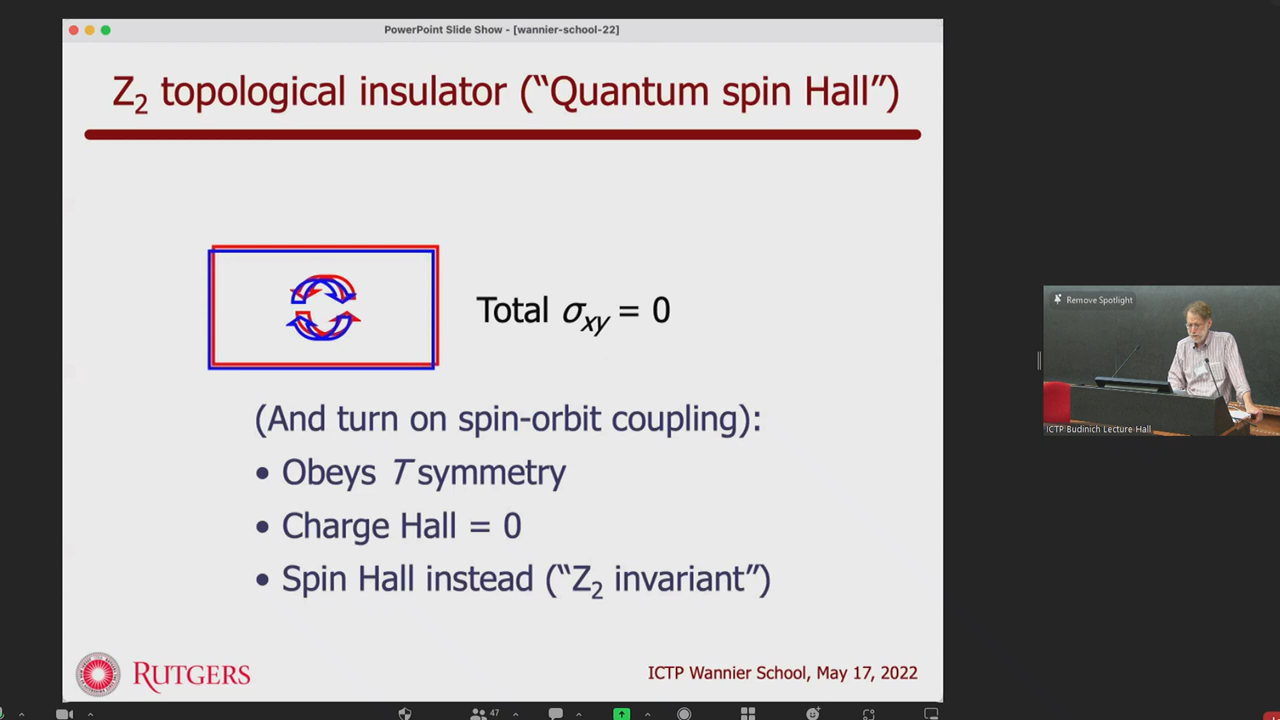 PowerPoint Slide Show - [wannier-school-22]
Z2 topological insulator (“Quantum spin Hall”)
Total σxy = 0
(And turn on spin-orbit coupling):
• Obeys T symmetry
• Charge Hall = 0
• Spin Hall instead (“Z2 invariant”)
RUTGERS
ICTP Wannier School, May 17, 2022
Remove Spotlight
ICTP Budinich Lecture Hall
47